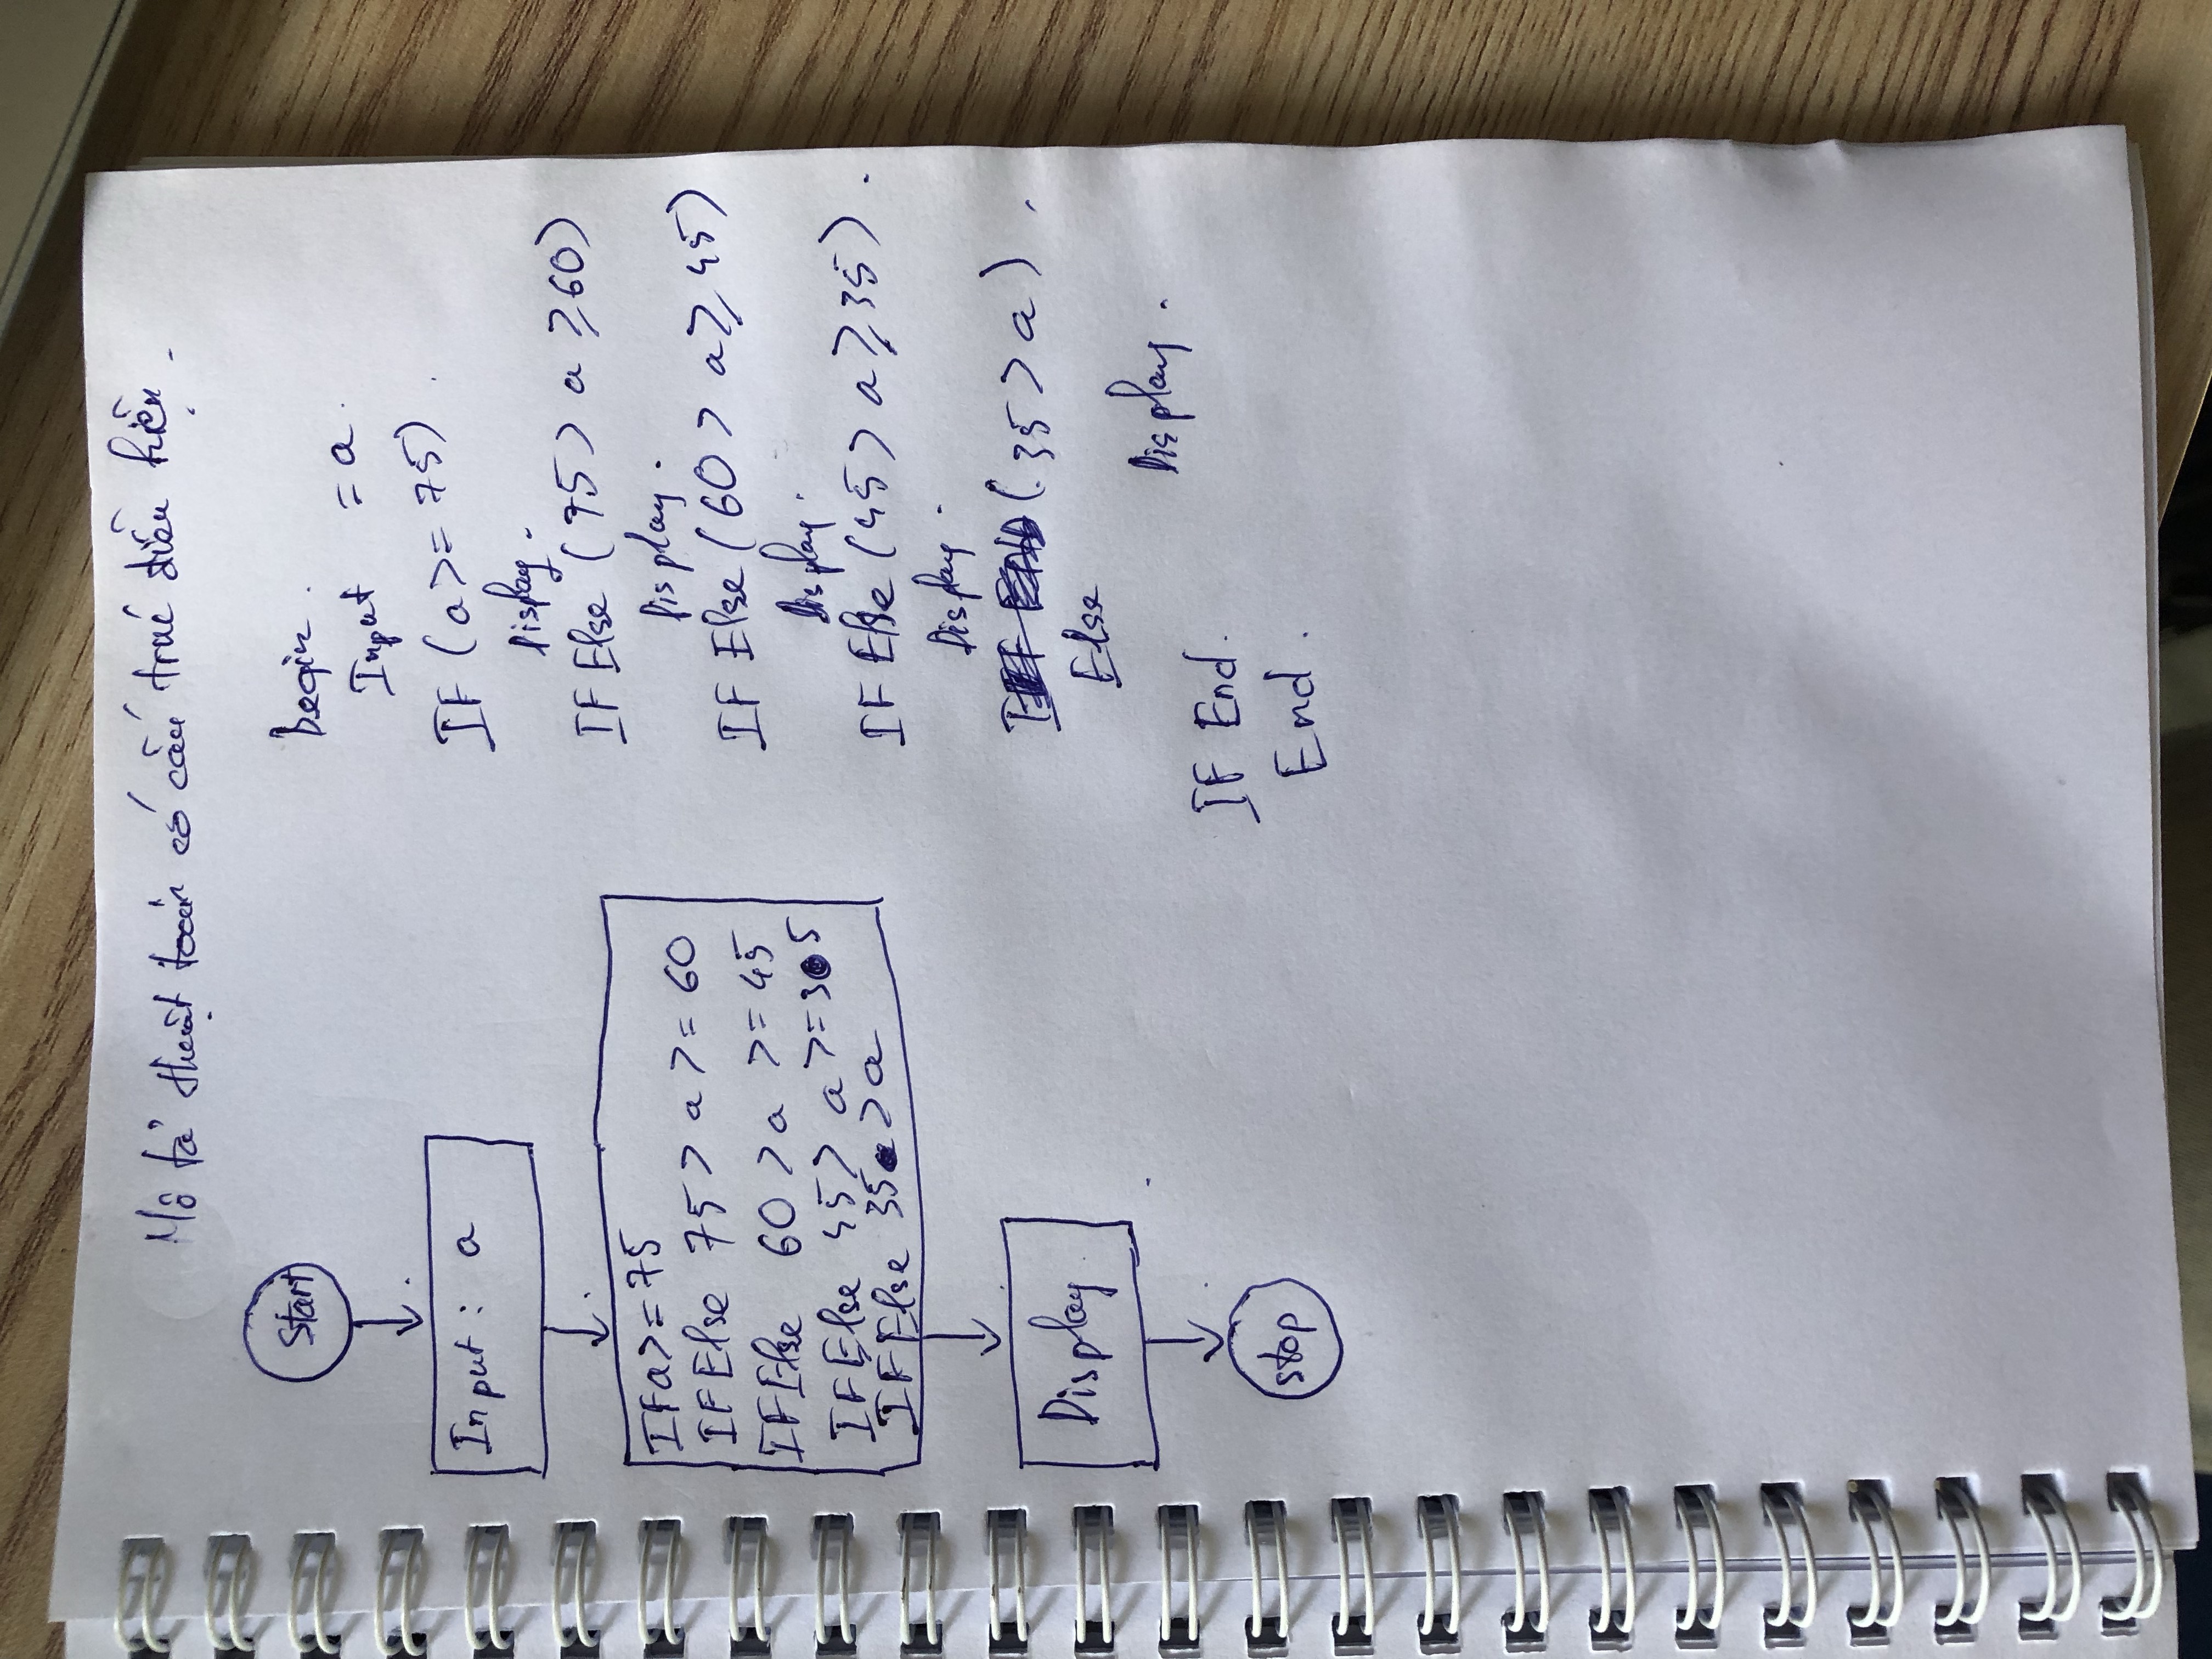 Mô tả thuật toán có cấu trúc điều kiện.
Start
Input: a
IF a >= 75
IF Else 75 > a >= 60
IF Else 60 > a >= 45
IF Else 45 > a >= 35
IF Else 35 > a
Display
stop
Begin.
Input = a.
IF (a >= 75).
Display.
IF Else (75 > a ≥ 60)
Display.
IF Else (60 > a ≥ 45)
Display.
IF Else (45 > a ≥ 35).
Display.
(35 > a).
Else
Display.
IF End.
End.